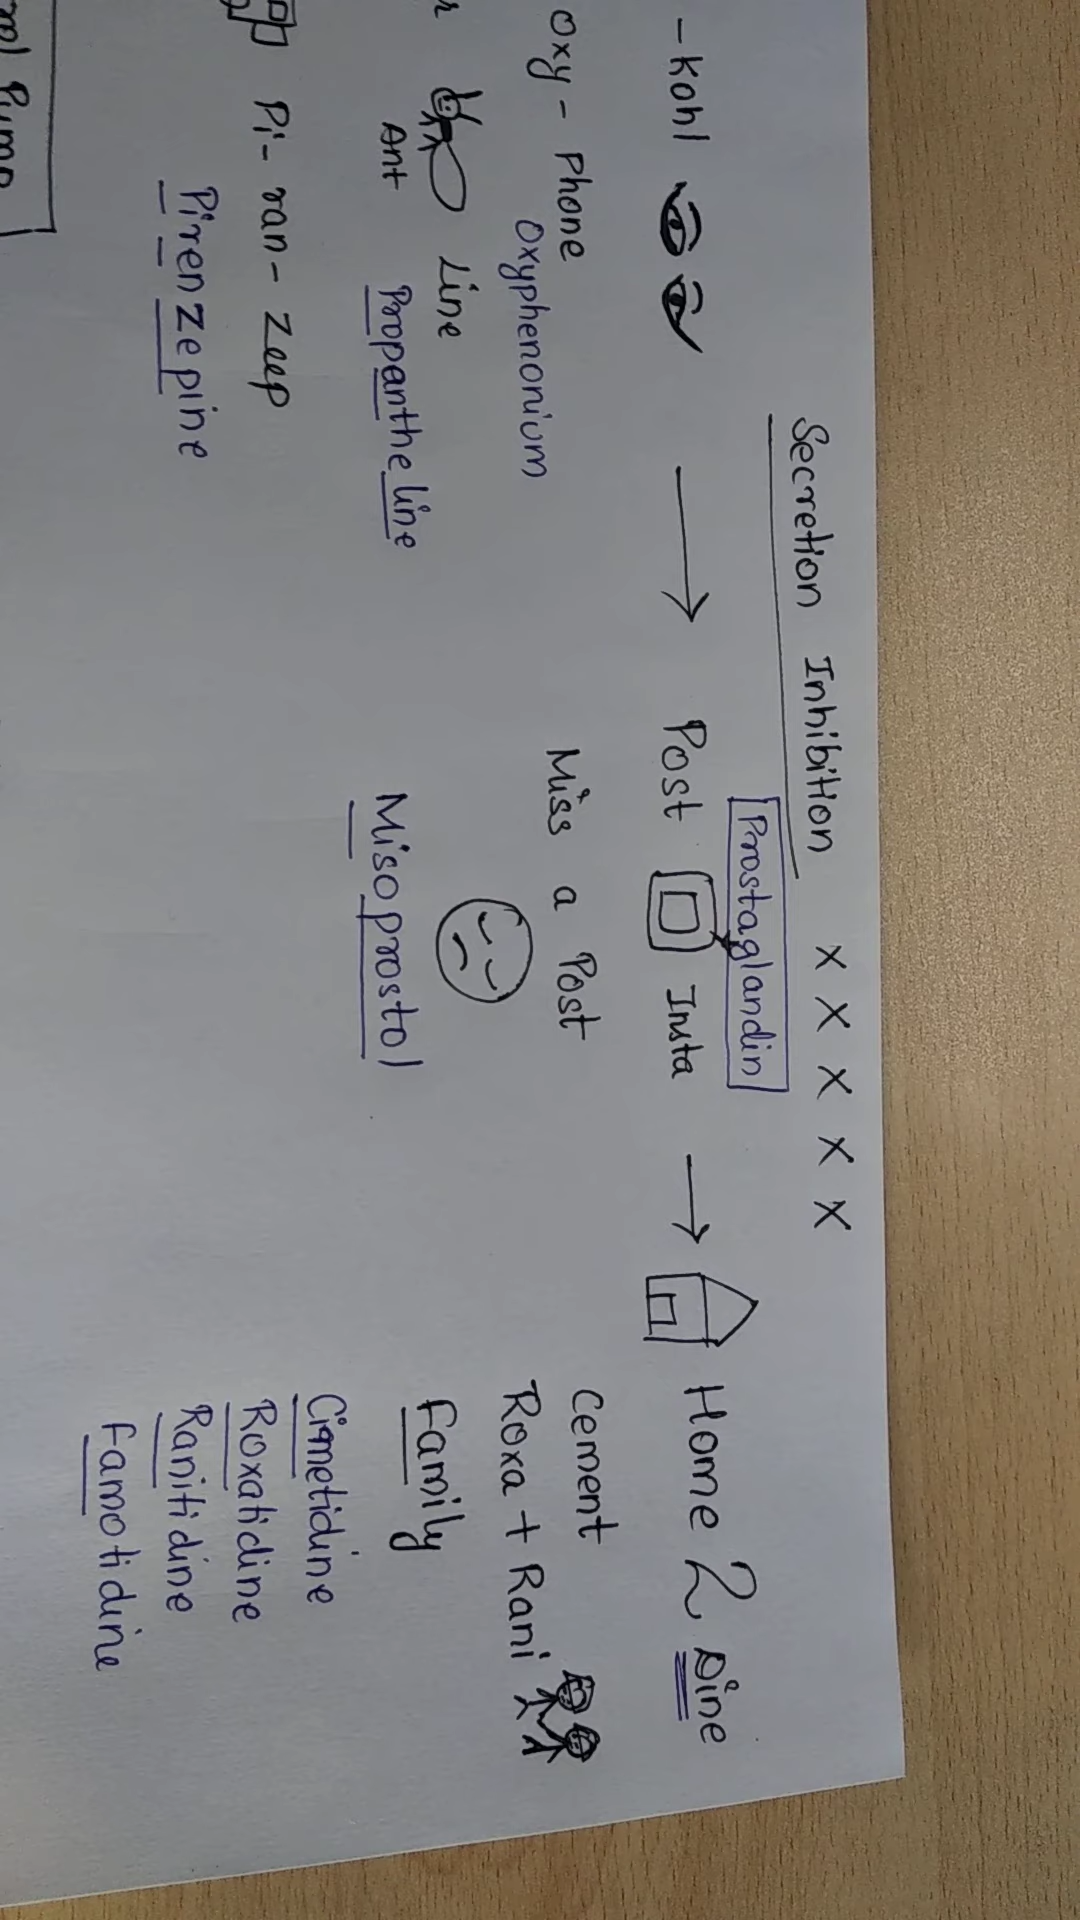 Secretion Inhibition x x x x x
Prostaglandin
-Kohl → Post Insta → Home 2 Dine
Oxy - Phone
Oxyphenonium
Line
Ant
Propantheline
Pi-ran-Zeep
Pirenzepine
Miss a Post
Misoprostol
Cement
Roxa + Rani
Family
Cimetidine
Roxatidine
Ranitidine
Famotidine
Pump